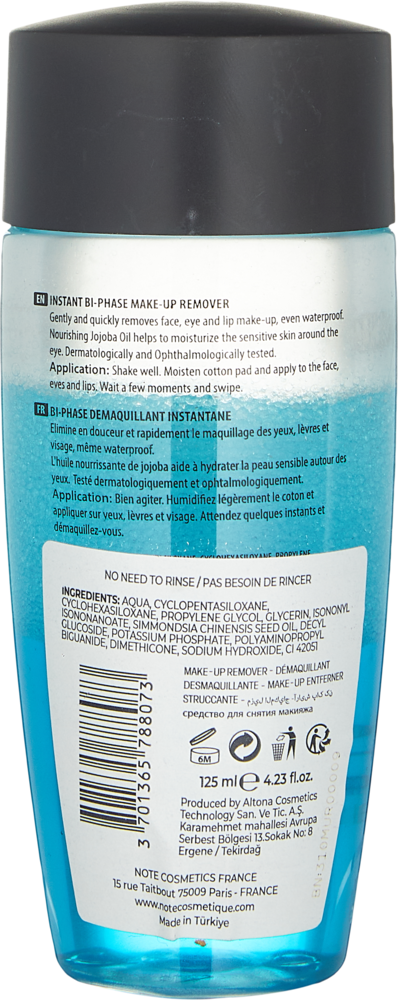 EN INSTANT BI-PHASE MAKE-UP REMOVER
Gently and quickly removes face, eye and lip make-up, even waterproof.
Nourishing Jojoba Oil helps to moisturize the sensitive skin around the
eye. Dermatologically and Ophthalmologically tested.
Application: Shake well. Moisten cotton pad and apply to the face,
eyes and lips. Wait a few moments and swipe.
FR BI-PHASE DEMAQUILLANT INSTANTANE
Elimine en douceur et rapidement le maquillage des yeux, lèvres et
visage, même waterproof.
L'huile nourrissante de jojoba aide à hydrater la peau sensible autour des
yeux. Testé dermatologiquement et ophtalmologiquement.
Application: Bien agiter. Humidifiez légèrement le coton et
appliquer sur yeux, lèvres et visage. Attendez quelques instants et
démaquillez-vous.
CYCLOHEXASILOXANE, PROPYLENE
NO NEED TO RINSE / PAS BESOIN DE RINCER
INGREDIENTS: AQUA, CYCLOPENTASILOXANE,
CYCLOHEXASILOXANE, PROPYLENE GLYCOL, GLYCERIN, ISONONYL
ISONONANOATE, SIMMONDSIA CHINENSIS SEED OIL, DECYL
GLUCOSIDE, POTASSIUM PHOSPHATE, POLYAMINOPROPYL
BIGUANIDE, DIMETHICONE, SODIUM HYDROXIDE, CI 42051
MAKE-UP REMOVER - DÉMAQUILLANT
DESMAQUILLANTE - MAKE-UP ENTFERNER
STRUCCANTE -
средство для снятия макияжа
6M
125 ml e 4.23 fl.oz.
3 701365 788073
Produced by Altona Cosmetics
Technology San. Ve Tic. A.Ş.
Karamehmet mahallesi Avrupa
Serbest Bölgesi 13.Sokak No: 8
Ergene / Tekirdağ
NOTE COSMETICS FRANCE
15 rue Taitbout 75009 Paris - FRANCE
www.notecosmetique.com
Made in Türkiye